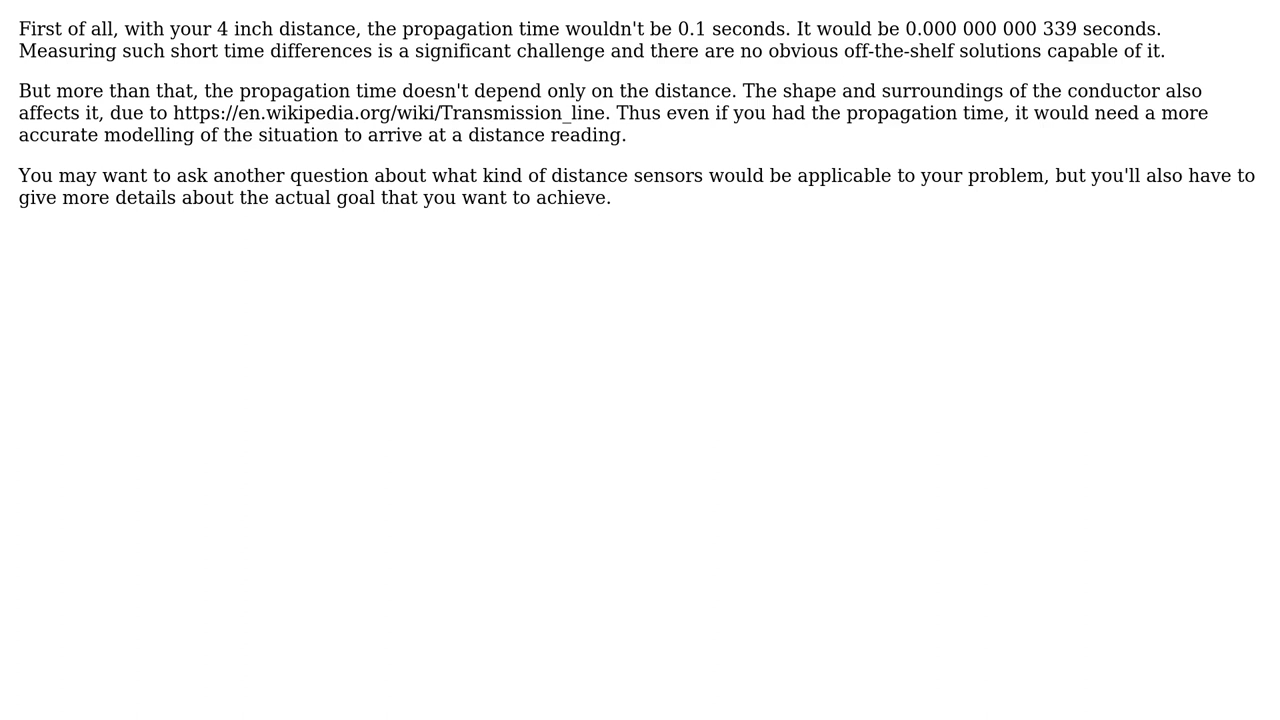 First of all, with your 4 inch distance, the propagation time wouldn't be 0.1 seconds. It would be 0.000 000 000 339 seconds.
Measuring such short time differences is a significant challenge and there are no obvious off-the-shelf solutions capable of it.
But more than that, the propagation time doesn't depend only on the distance. The shape and surroundings of the conductor also
affects it, due to https://en.wikipedia.org/wiki/Transmission_line. Thus even if you had the propagation time, it would need a more
accurate modelling of the situation to arrive at a distance reading.
You may want to ask another question about what kind of distance sensors would be applicable to your problem, but you'll also have to
give more details about the actual goal that you want to achieve.